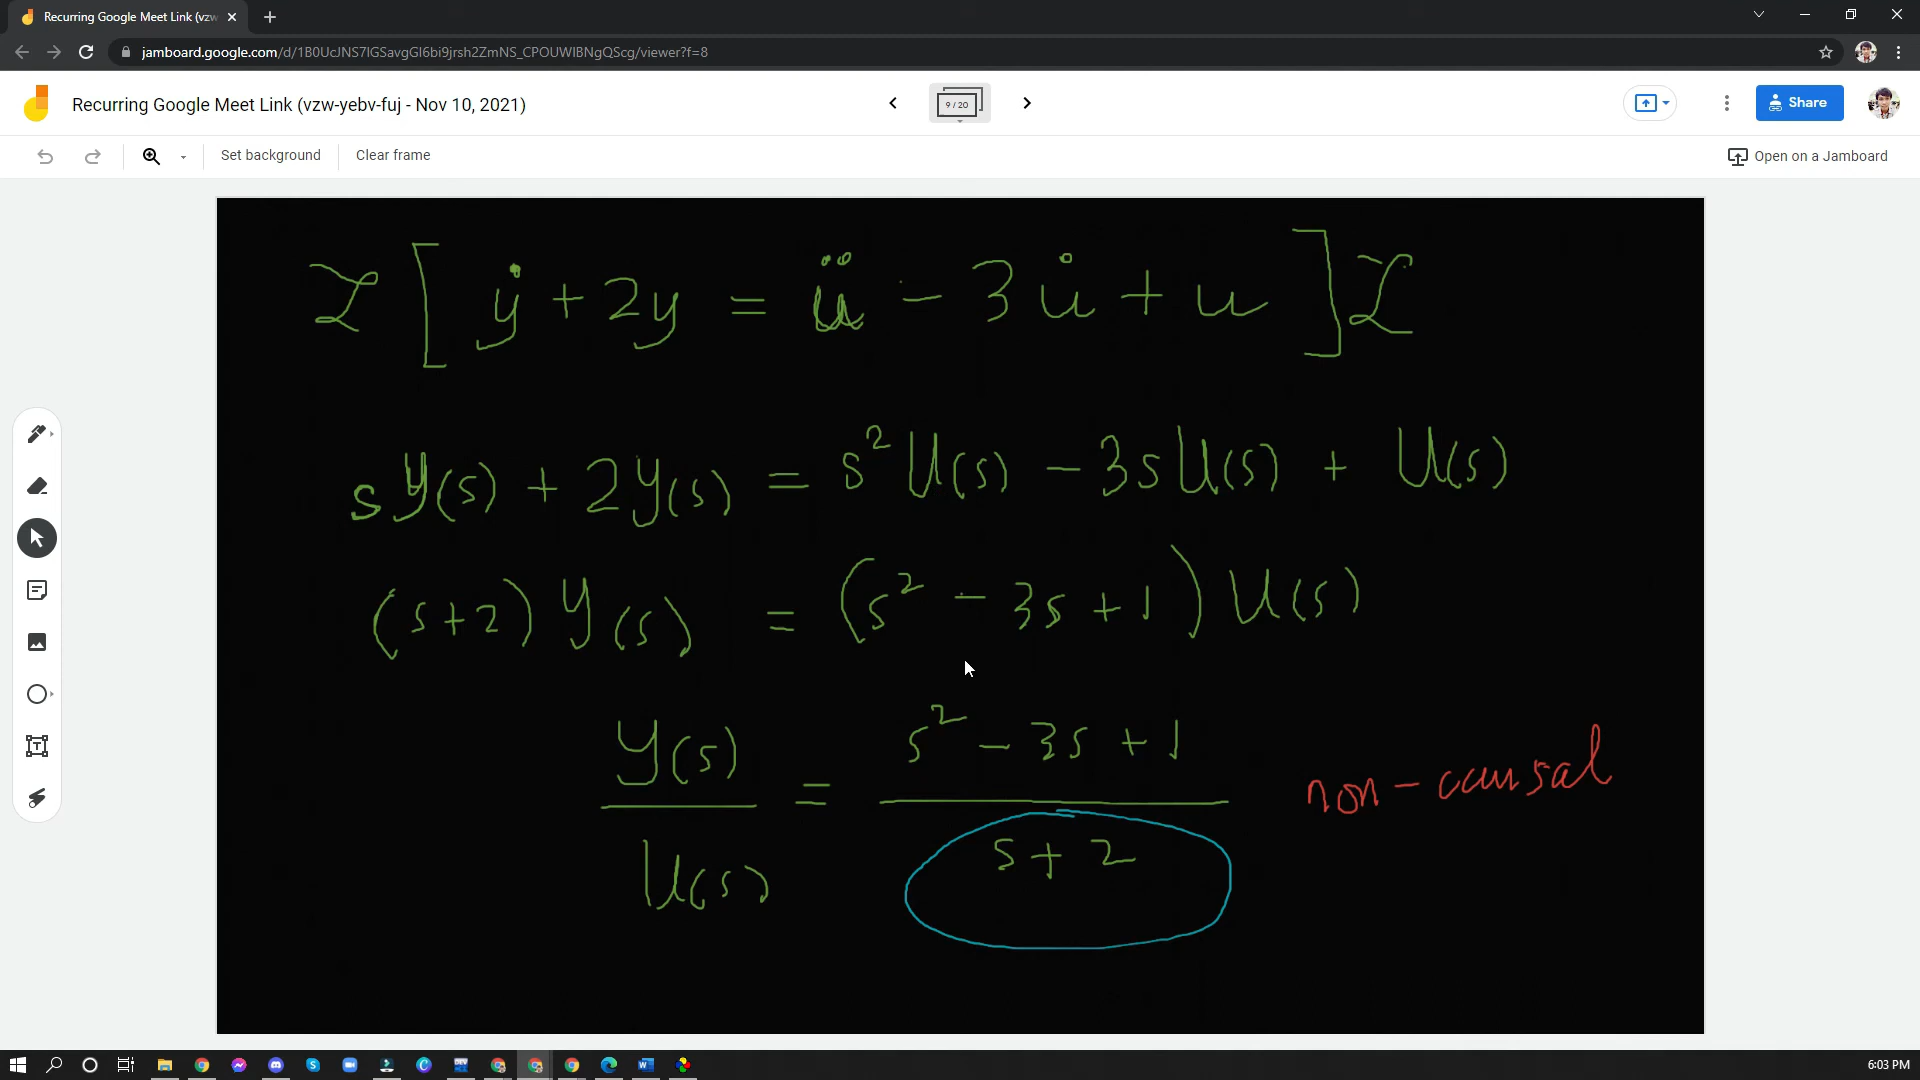 Recurring Google Meet Link (vzw
jamboard.google.com/d/1B0UcJNS7lGSavgGl6bi9jrsh2ZmNS_CPOUWlBNgQScg/viewer?f=8
Recurring Google Meet Link (vzw-yebv-fuj - Nov 10, 2021)
9 / 20
Share
Set background
Clear frame
Open on a Jamboard
ℒ [ ẏ + 2y = ü - 3u̇ + u ] ℒ
sY(s) + 2Y(s) = s² U(s) - 3sU(s) + U(s)
(s+2) Y(s) = (s² - 3s + 1) U(s)
Y(s) / U(s) = s² - 3s + 1 / s + 2
non-causal
6:03 PM